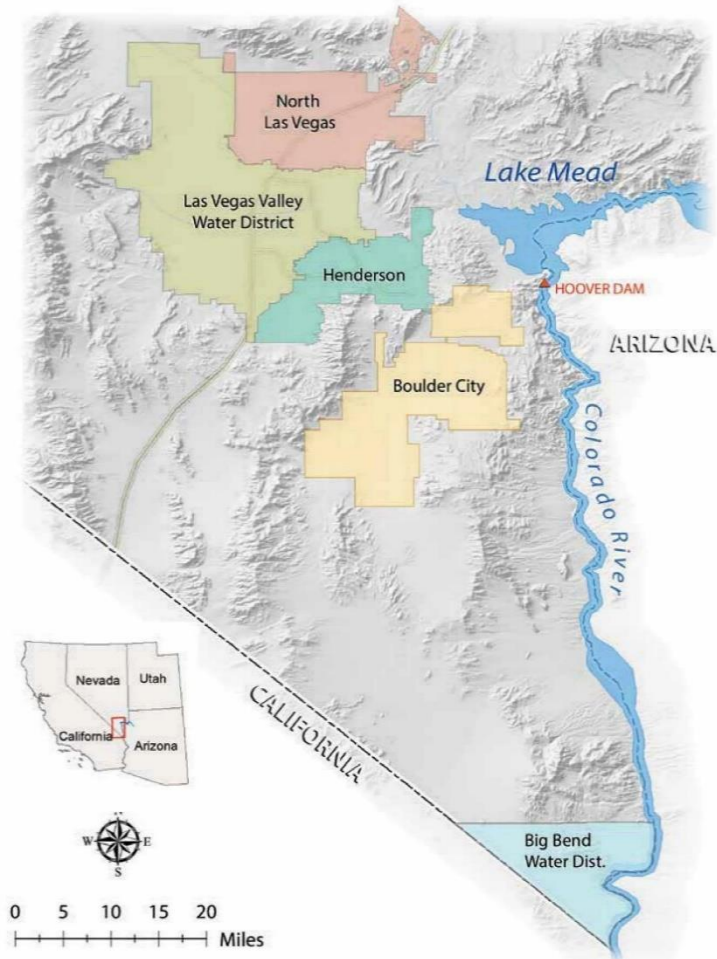 North
Las Vegas
Lake Mead
Las Vegas Valley
Water District
Henderson
HOOVER DAM
ARIZONA
Boulder City
Colorado River
Nevada
Utah
California
Arizona
CALIFORNIA
W
E
S
Big Bend
Water Dist.
0 5 10 15 20
Miles